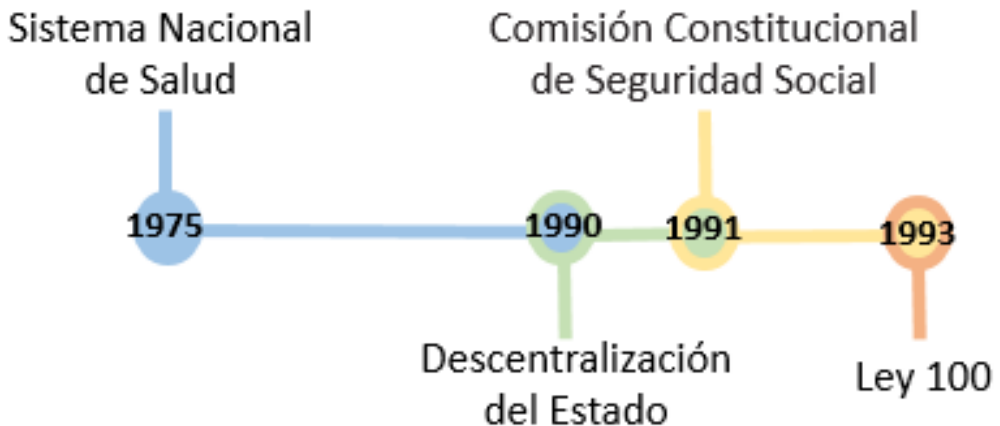 Sistema Nacional
de Salud
Comisión Constitucional
de Seguridad Social
1975
1990
1991
1993
Descentralización
del Estado
Ley 100